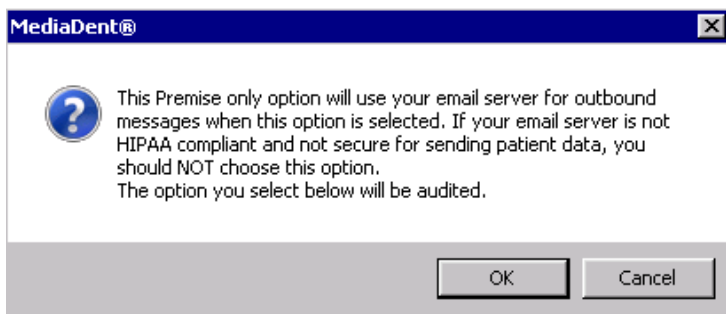 MediaDent®
This Premise only option will use your email server for outbound
messages when this option is selected. If your email server is not
HIPAA compliant and not secure for sending patient data, you
should NOT choose this option.
The option you select below will be audited.
OK
Cancel